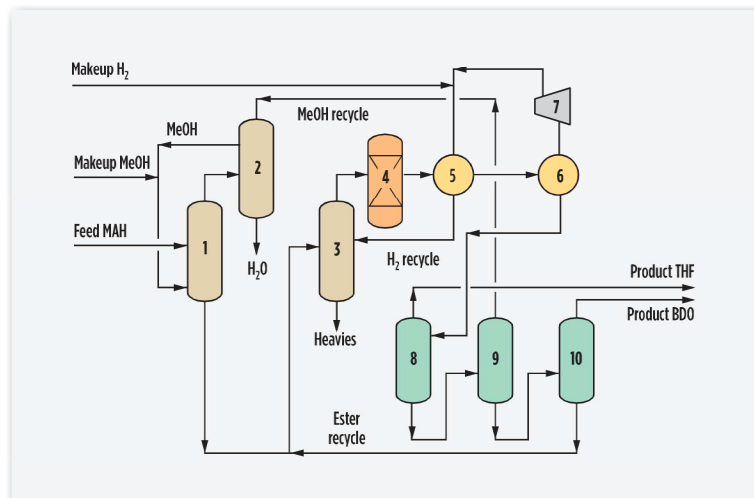 Makeup H₂
7
MeOH recycle
MeOH
2
4
Makeup MeOH
5
6
Feed MAH
1
3
H₂O
H₂ recycle
Product THF
Product BDO
Heavies
8
9
10
Ester
recycle